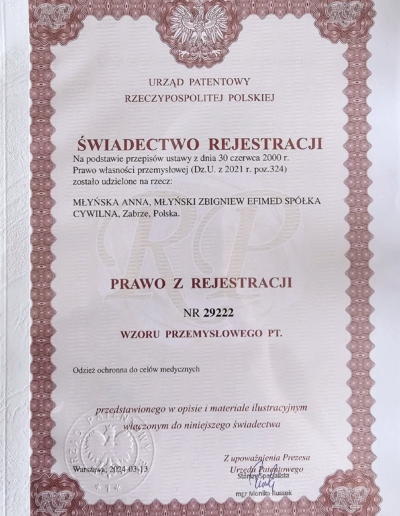 URZĄD PATENTOWY
RZECZYPOSPOLITEJ POLSKIEJ
ŚWIADECTWO REJESTRACJI
Na podstawie przepisów ustawy z dnia 30 czerwca 2000 r.
Prawo własności przemysłowej (Dz.U. z 2021 r. poz.324)
zostało udzielone na rzecz:
MŁYŃSKA ANNA, MŁYŃSKI ZBIGNIEW EFIMED SPÓŁKA
CYWILNA, Zabrze, Polska.
RP
PRAWO Z REJESTRACJI
NR 29222
WZORU PRZEMYSŁOWEGO PT.
Odzież ochronna do celów medycznych
przedstawionego w opisie i materiale ilustracyjnym
włączonym do niniejszego świadectwa
Z upoważnienia Prezesa
Urzędu Patentowego
Warszawa, 2024-03-13
Starszy Specjalista
mgr Monika